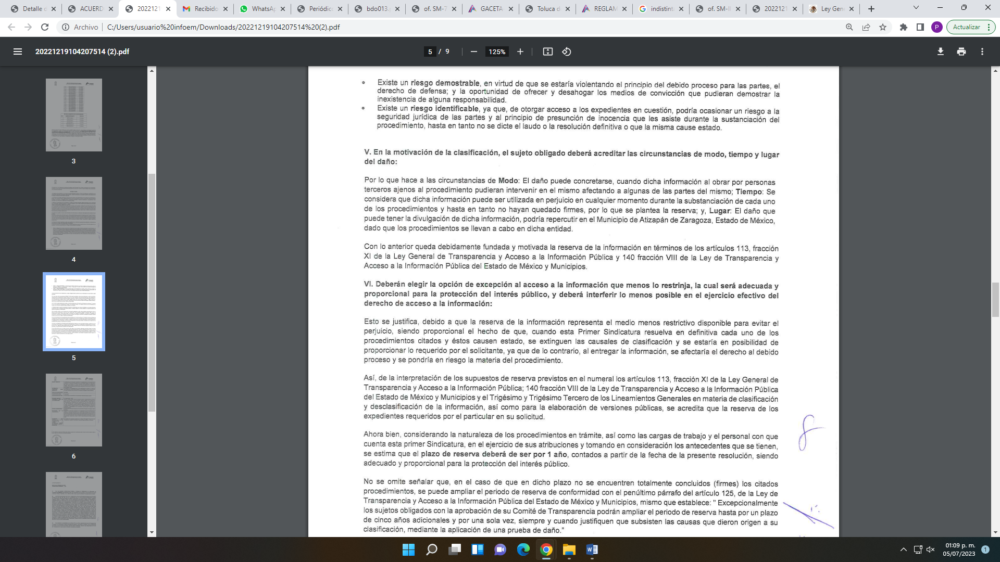 Detalle d
ACUERD
2022121
Recibido
WhatsAp
Periódic
bdo013.
of. SM-7
GACETA
Toluca d
REGLAM
indistint
of. SM-II
2022121
Ley Gen
Archivo C:/Users/usuario%20infoem/Downloads/20221219104207514%20(2).pdf
P
Actualizar
20221219104207514 (2).pdf
5 / 9
125%
3
4
5
6
• Existe un riesgo demostrable, en virtud de que se estaría violentando el principio del debido proceso para las partes, el
derecho de defensa; y la oportunidad de ofrecer y desahogar los medios de convicción que pudieran demostrar la
inexistencia de alguna responsabilidad.
• Existe un riesgo identificable, ya que, de otorgar acceso a los expedientes en cuestión, podría ocasionar un riesgo a la
seguridad jurídica de las partes y al principio de presunción de inocencia que les asiste durante la sustanciación del
procedimiento, hasta en tanto no se dicte el laudo o la resolución definitiva o que la misma cause estado.
V. En la motivación de la clasificación, el sujeto obligado deberá acreditar las circunstancias de modo, tiempo y lugar
del daño:
Por lo que hace a las circunstancias de Modo: El daño puede concretarse, cuando dicha información al obrar por personas
terceros ajenos al procedimiento pudieran intervenir en el mismo afectando a algunas de las partes del mismo; Tiempo: Se
considera que dicha información puede ser utilizada en perjuicio en cualquier momento durante la substanciación de cada uno
de los procedimientos y hasta en tanto no hayan quedado firmes, por lo que se plantea la reserva; y, Lugar: El daño que
puede tener la divulgación de dicha información, podría repercutir en el Municipio de Atizapán de Zaragoza, Estado de México,
dado que los procedimientos se llevan a cabo en dicha entidad.
Con lo anterior queda debidamente fundada y motivada la reserva de la información en términos de los artículos 113, fracción
XI de la Ley General de Transparencia y Acceso a la Información Pública y 140 fracción VIII de la Ley de Transparencia y
Acceso a la Información Pública del Estado de México y Municipios.
VI. Deberán elegir la opción de excepción al acceso a la información que menos lo restrinja, la cual será adecuada y
proporcional para la protección del interés público, y deberá interferir lo menos posible en el ejercicio efectivo del
derecho de acceso a la información:
Esto se justifica, debido a que la reserva de la información representa el medio menos restrictivo disponible para evitar el
perjuicio, siendo proporcional el hecho de que, cuando esta Primer Sindicatura resuelva en definitiva cada uno de los
procedimientos citados y éstos causen estado, se extinguen las causales de clasificación y se estaría en posibilidad de
proporcionar lo requerido por el solicitante, ya que de lo contrario, al entregar la información, se afectaría el derecho al debido
proceso y se pondría en riesgo la materia del procedimiento.
Así, de la interpretación de los supuestos de reserva previstos en el numeral los artículos 113, fracción XI de la Ley General de
Transparencia y Acceso a la Información Pública; 140 fracción VIII de la Ley de Transparencia y Acceso a la Información Pública
del Estado de México y Municipios y el Trigésimo y Trigésimo Tercero de los Lineamientos Generales en materia de clasificación
y desclasificación de la información, así como para la elaboración de versiones públicas, se acredita que la reserva de los
expedientes requeridos por el particular en su solicitud.
Ahora bien, considerando la naturaleza de los procedimientos en trámite, así como las cargas de trabajo y el personal con que
cuenta esta primer Sindicatura, en el ejercicio de sus atribuciones y tomando en consideración los antecedentes que se tienen,
se estima que el plazo de reserva deberá de ser por 1 año, contados a partir de la fecha de la presente resolución, siendo
adecuado y proporcional para la protección del interés público.
No se omite señalar que, en el caso de que en dicho plazo no se encuentren totalmente concluidos (firmes) los citados
procedimientos, se puede ampliar el periodo de reserva de conformidad con el penúltimo párrafo del artículo 125, de la Ley de
Transparencia y Acceso a la Información Pública del Estado de México y Municipios, mismo que establece: " Excepcionalmente
los sujetos obligados con la aprobación de su Comité de Transparencia podrán ampliar el periodo de reserva hasta por un plazo
de cinco años adicionales y por una sola vez, siempre y cuando justifiquen que subsisten las causas que dieron origen a su
clasificación, mediante la aplicación de una prueba de daño."
01:09 p. m.
05/07/2023
1